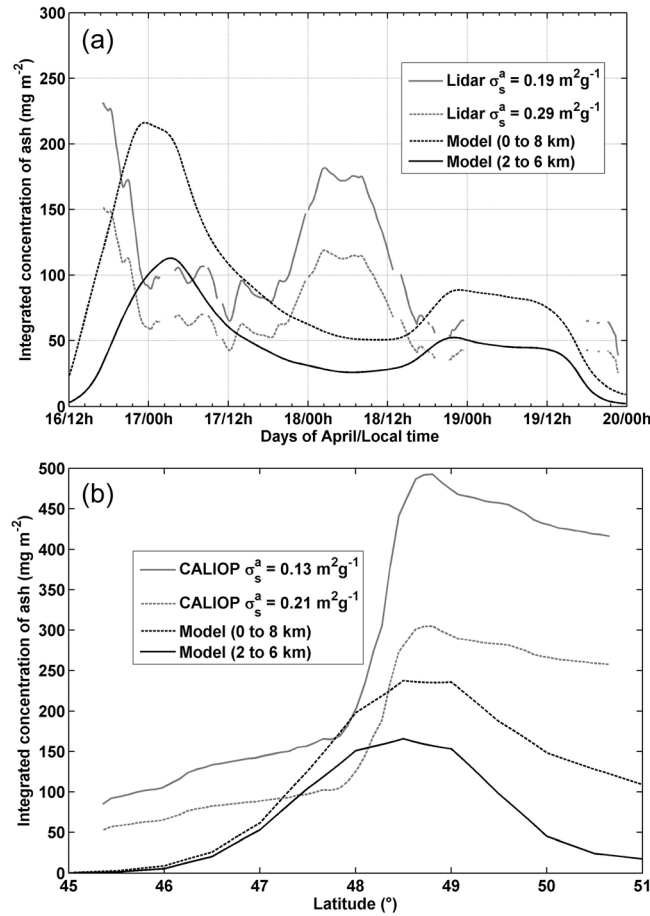 (a)
Integrated concentration of ash (mg m⁻²)
300
250
200
150
100
50
0
Lidar σₛᵃ = 0.19 m²g⁻¹
Lidar σₛᵃ = 0.29 m²g⁻¹
Model (0 to 8 km)
Model (2 to 6 km)
16/12h 17/00h 17/12h 18/00h 18/12h 19/00h 19/12h 20/00h
Days of April/Local time
(b)
Integrated concentration of ash (mg m⁻²)
500
450
400
350
300
250
200
150
100
50
0
CALIOP σₛᵃ = 0.13 m²g⁻¹
CALIOP σₛᵃ = 0.21 m²g⁻¹
Model (0 to 8 km)
Model (2 to 6 km)
45 46 47 48 49 50 51
Latitude (°)